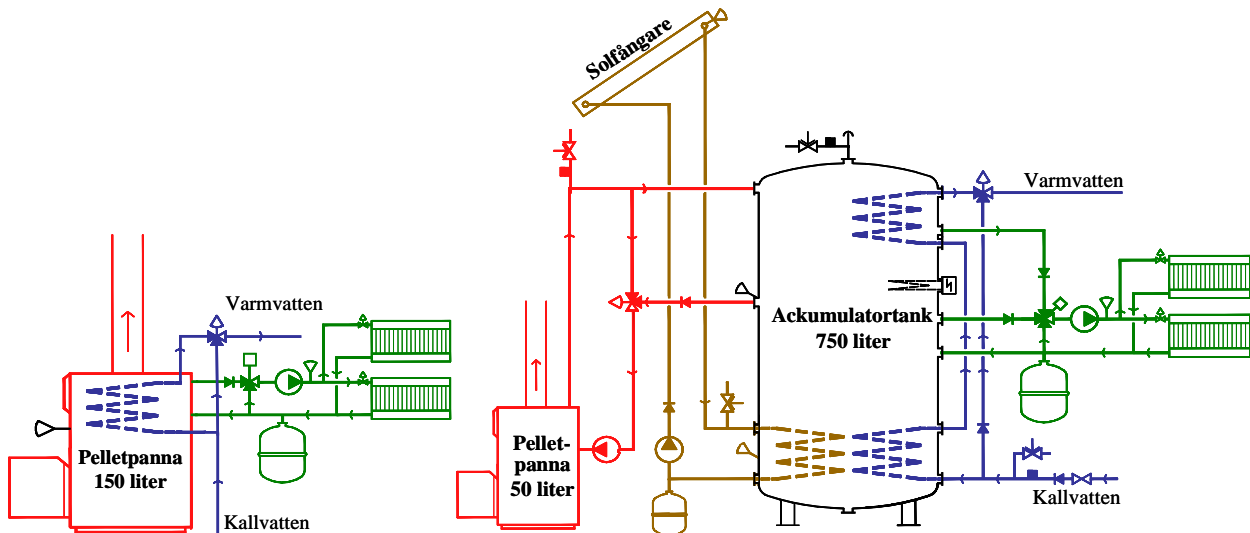 Varmvatten
Pelletpanna
150 liter
Kallvatten
Solfångare
Pellet-
panna
50 liter
Ackumulatortank
750 liter
Varmvatten
Kallvatten